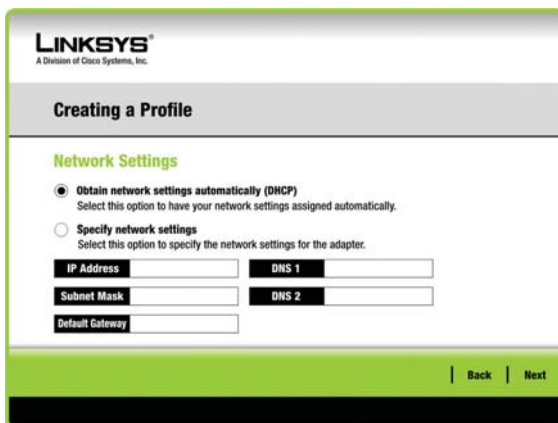 LINKSYS®
A Division of Cisco Systems, Inc.
Creating a Profile
Network Settings
Obtain network settings automatically (DHCP)
Select this option to have your network settings assigned automatically.
Specify network settings
Select this option to specify the network settings for the adapter.
IP Address
DNS 1
Subnet Mask
DNS 2
Default Gateway
Back
Next